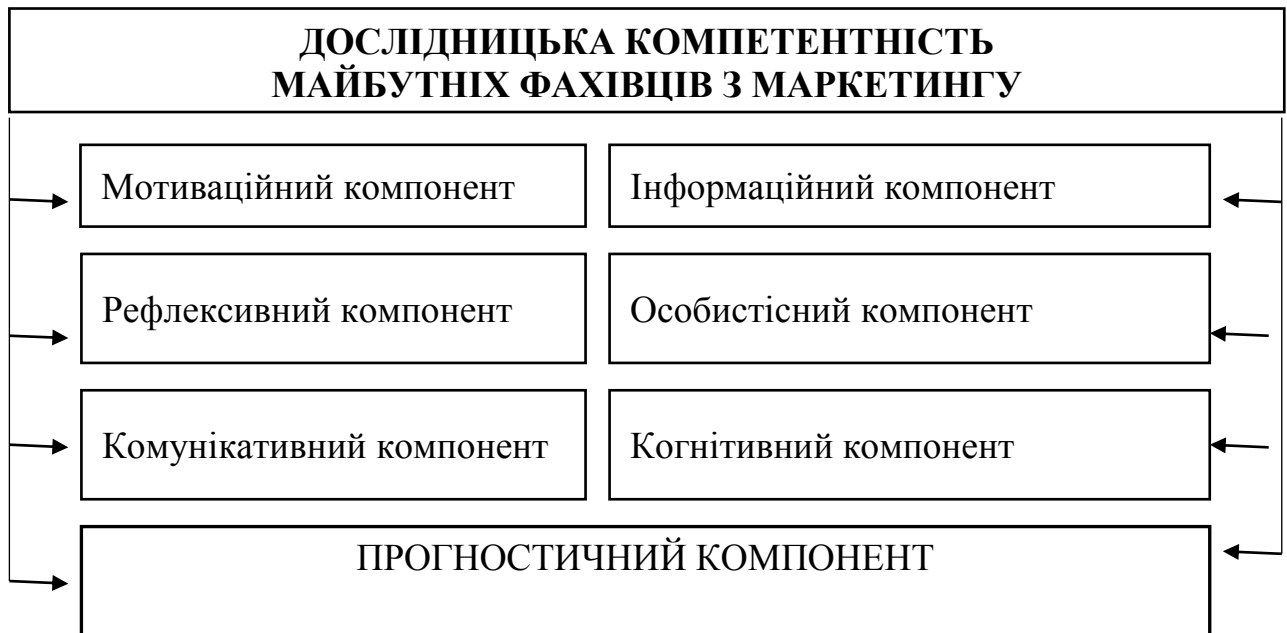 ДОСЛІДНИЦЬКА КОМПЕТЕНТНІСТЬ
МАЙБУТНІХ ФАХІВЦІВ З МАРКЕТИНГУ
Мотиваційний компонент
Інформаційний компонент
Рефлексивний компонент
Особистісний компонент
Комунікативний компонент
Когнітивний компонент
ПРОГНОСТИЧНИЙ КОМПОНЕНТ